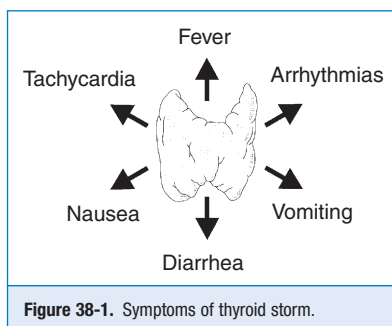 Fever
Tachycardia
Arrhythmias
Nausea
Vomiting
Diarrhea
Figure 38-1. Symptoms of thyroid storm.